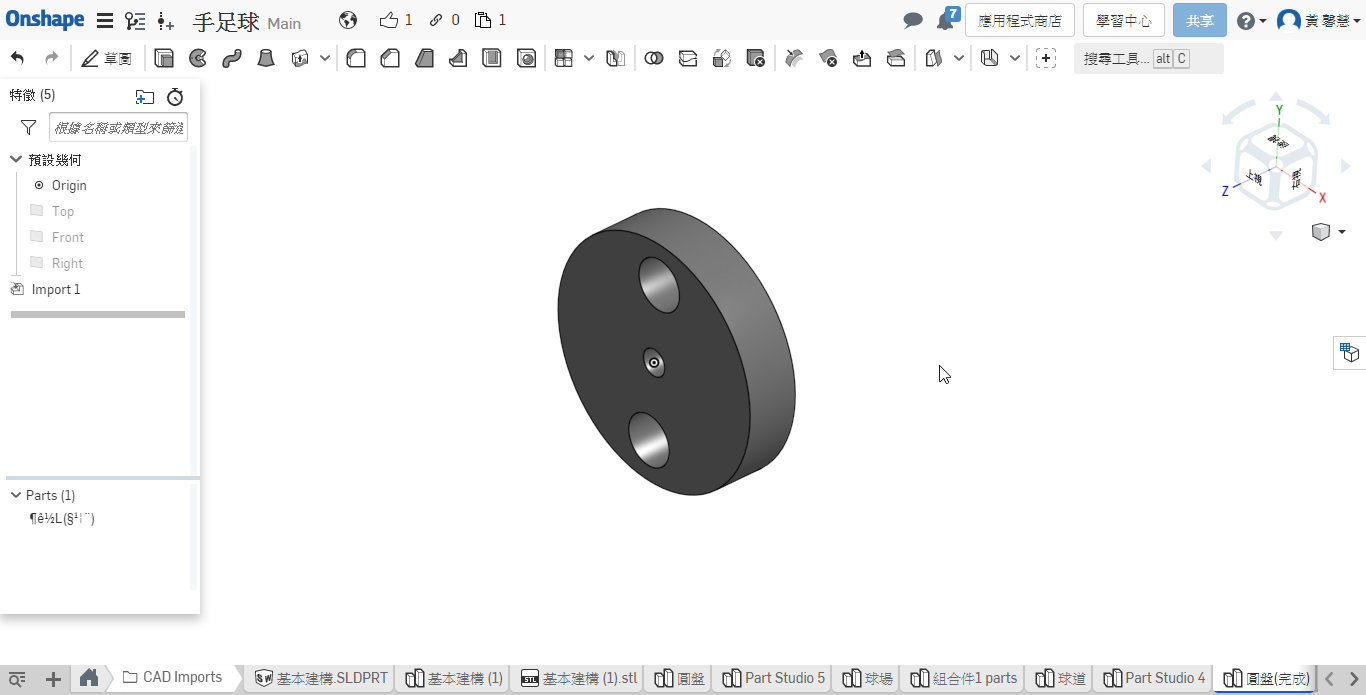 Onshape 手足球 Main 1 0 1 7 應用程式商店 學習中心 共享 黃 馨慧
草圖 搜尋工具... alt C
特徵 (5)
根據名稱或類型來篩選
預設幾何
Origin
Top
Front
Right
Import 1
Parts (1)
¶ê½L(§¹¦¨)
Y
Z
X
上視
CAD Imports 基本建構.SLDPRT 基本建構 (1) STL 基本建構 (1).stl 圓盤 Part Studio 5 球場 組合件1 parts 球道 Part Studio 4 圓盤(完成)